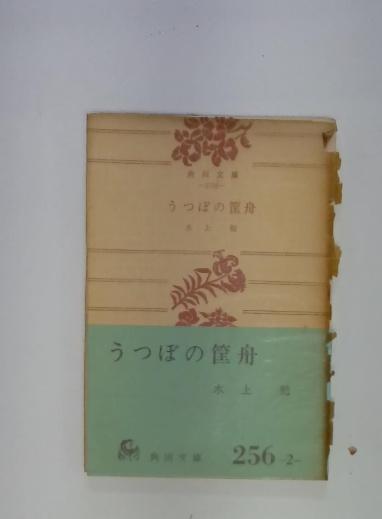 角川文庫
うつぼの筐舟
水上勉
うつぼの筐舟
水上勉
角川文庫 256 -2-